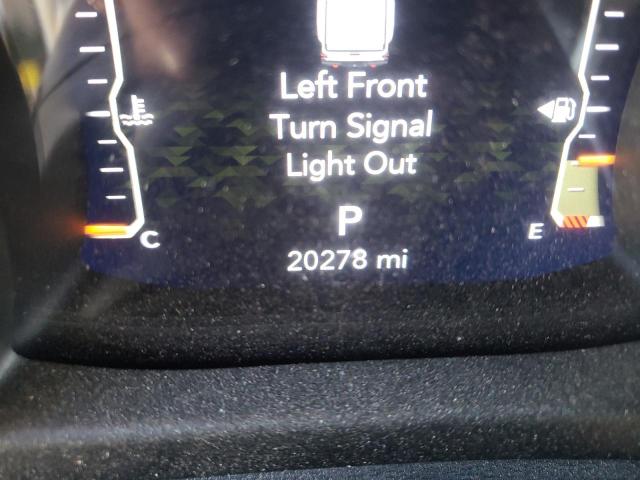 Left Front
Turn Signal
Light Out
P
C
E
20278 mi